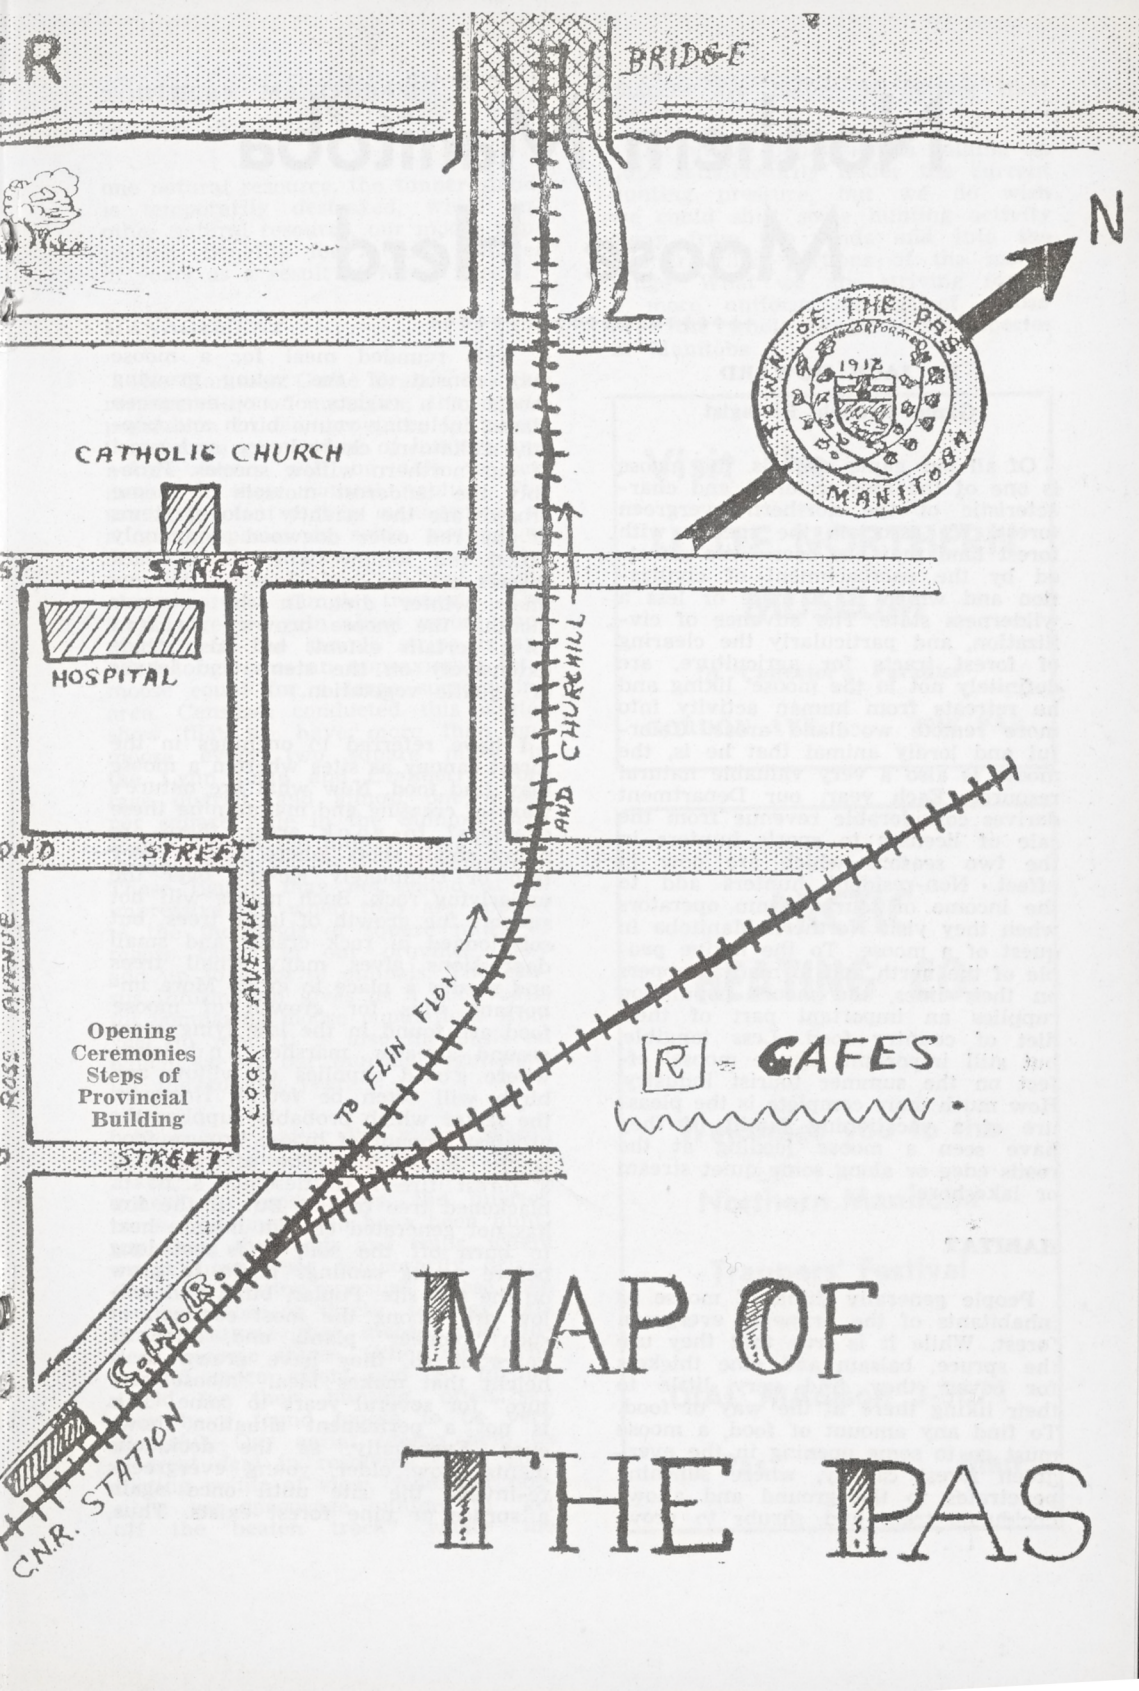 BRIDGE
N
TOWN OF THE PAS
INCORPORATED
1912
MANITOBA
CATHOLIC CHURCH
STREET
HOSPITAL
AND CHURCHILL
STREET
ROSS AVENUE
COOK AVENUE
TO FLIN FLON
Opening
Ceremonies
Steps of
Provincial
Building
R - CAFES
STREET
C.N.R.
C.N.R. STATION
MAP OF
THE PAS